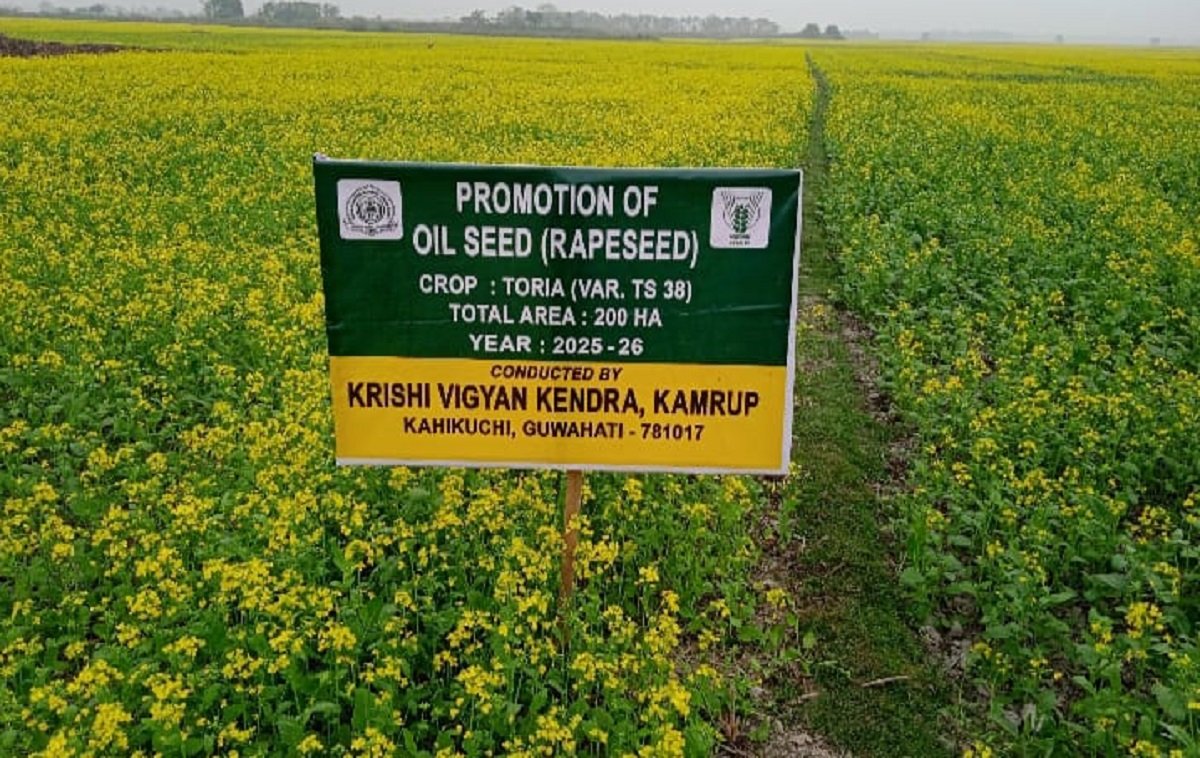 PROMOTION OF
OIL SEED (RAPESEED)
CROP : TORIA (VAR. TS 38)
TOTAL AREA : 200 HA
YEAR : 2025 - 26
CONDUCTED BY
KRISHI VIGYAN KENDRA, KAMRUP
KAHIKUCHI, GUWAHATI - 781017